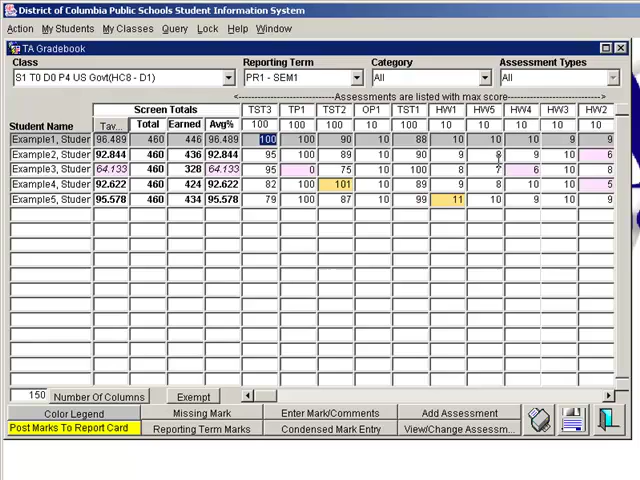 District of Columbia Public Schools Student Information System
Action My Students My Classes Query Lock Help Window
TA Gradebook
Class Reporting Term Category Assessment Types
S1 T0 D0 P4 US Govt(HC8 - D1) PR1 - SEM1 All All
<----------Assessments are listed with max score---------->
Screen Totals TST3 TP1 TST2 OP1 TST1 HW1 HW5 HW4 HW3 HW2
Student Name Tav... Total Earned Avg% 100 100 100 10 100 10 10 10 10 10
Example1, Studer 96.489 460 446 96.489 100 100 90 10 88 10 10 10 9 9
Example2, Studer 92.844 460 436 92.844 95 100 89 10 90 9 8 9 10 6
Example3, Studer 64.133 460 328 64.133 95 0 75 10 100 8 7 6 10 8
Example4, Studer 92.622 460 424 92.622 82 100 101 10 89 9 8 10 10 5
Example5, Studer 95.578 460 434 95.578 79 100 87 10 99 11 10 9 10 9
150 Number Of Columns Exempt
Color Legend Missing Mark Enter Mark/Comments Add Assessment
Post Marks To Report Card Reporting Term Marks Condensed Mark Entry View/Change Assessm...